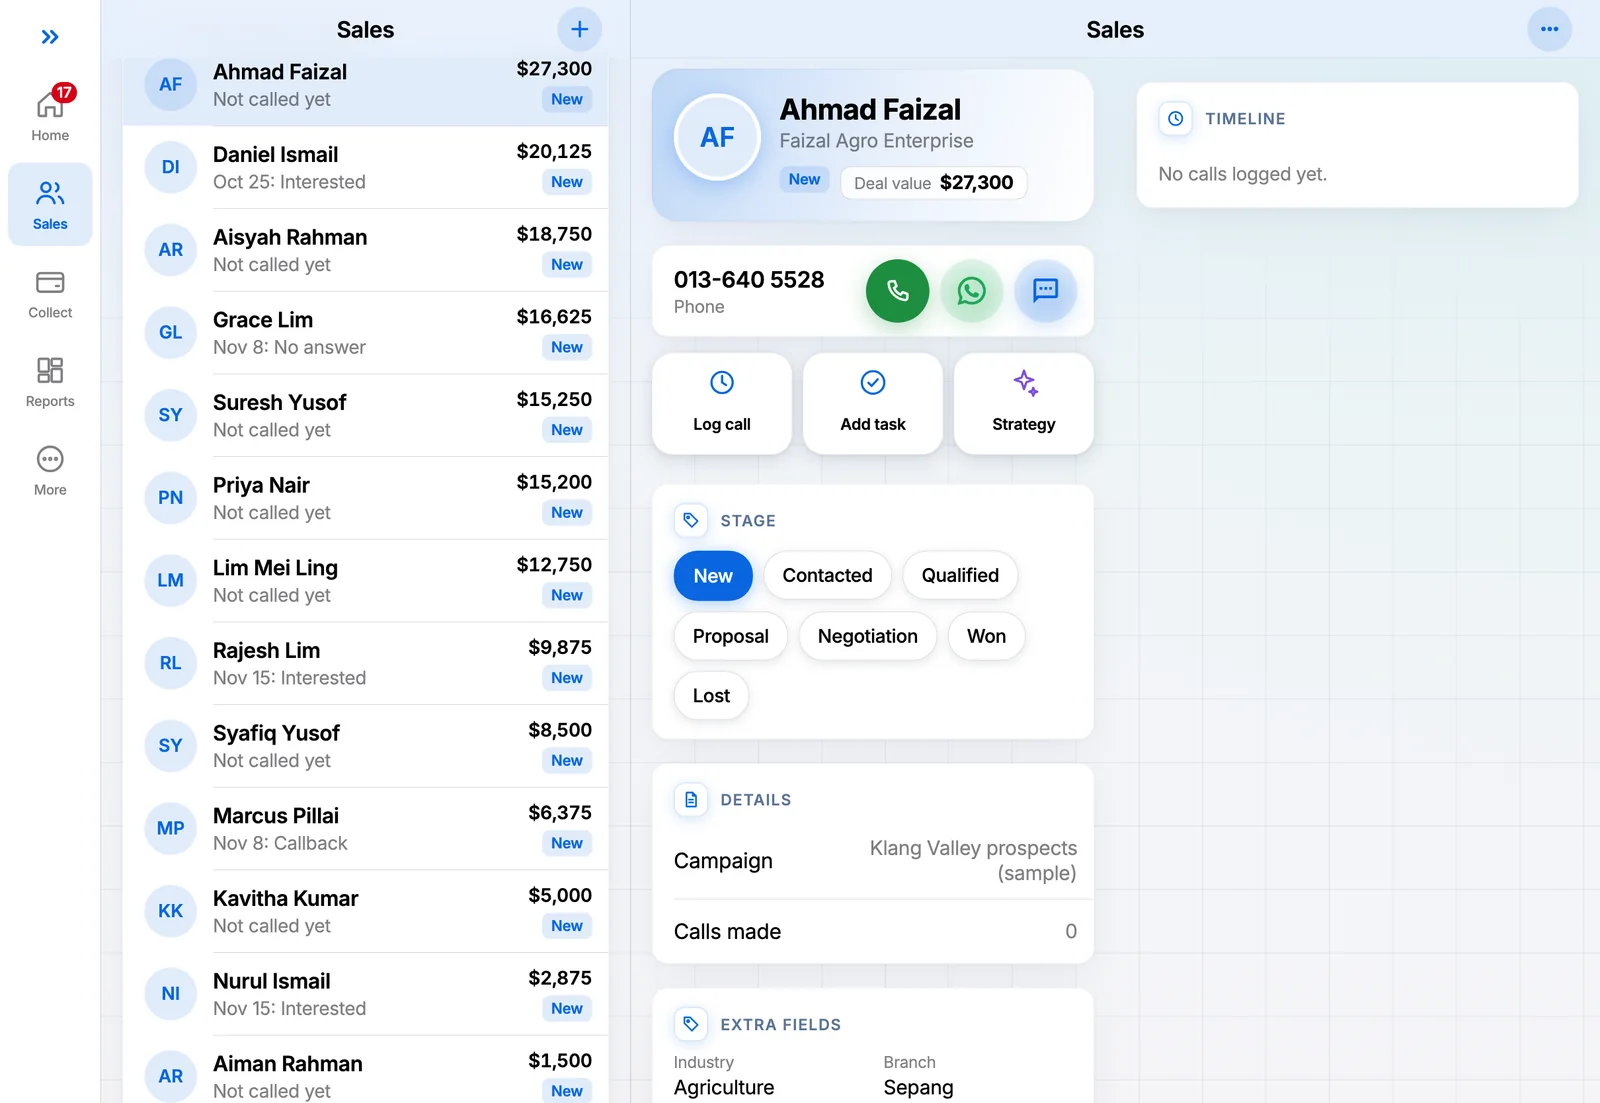 17
Home
Sales
Collect
Reports
More
Sales
AF
Ahmad Faizal
$27,300
Not called yet
New
DI
Daniel Ismail
$20,125
Oct 25: Interested
New
AR
Aisyah Rahman
$18,750
Not called yet
New
GL
Grace Lim
$16,625
Nov 8: No answer
New
SY
Suresh Yusof
$15,250
Not called yet
New
PN
Priya Nair
$15,200
Not called yet
New
LM
Lim Mei Ling
$12,750
Not called yet
New
RL
Rajesh Lim
$9,875
Nov 15: Interested
New
SY
Syafiq Yusof
$8,500
Not called yet
New
MP
Marcus Pillai
$6,375
Nov 8: Callback
New
KK
Kavitha Kumar
$5,000
Not called yet
New
NI
Nurul Ismail
$2,875
Nov 15: Interested
New
AR
Aiman Rahman
$1,500
Not called yet
New
Sales
AF
Ahmad Faizal
Faizal Agro Enterprise
New
Deal value $27,300
013-640 5528
Phone
Log call
Add task
Strategy
STAGE
New
Contacted
Qualified
Proposal
Negotiation
Won
Lost
DETAILS
Campaign
Klang Valley prospects
(sample)
Calls made
0
EXTRA FIELDS
Industry
Agriculture
Branch
Sepang
TIMELINE
No calls logged yet.